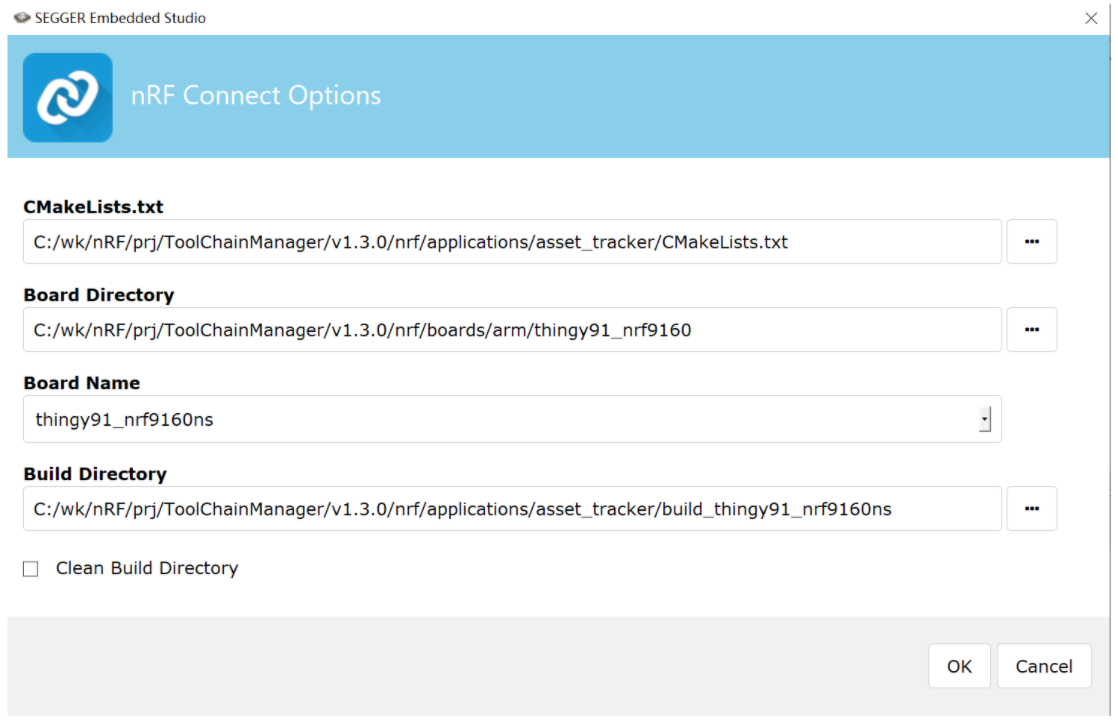 SEGGER Embedded Studio
nRF Connect Options
CMakeLists.txt
C:/wk/nRF/prj/ToolChainManager/v1.3.0/nrf/applications/asset_tracker/CMakeLists.txt
...
Board Directory
C:/wk/nRF/prj/ToolChainManager/v1.3.0/nrf/boards/arm/thingy91_nrf9160
...
Board Name
thingy91_nrf9160ns
Build Directory
C:/wk/nRF/prj/ToolChainManager/v1.3.0/nrf/applications/asset_tracker/build_thingy91_nrf9160ns
...
Clean Build Directory
OK Cancel